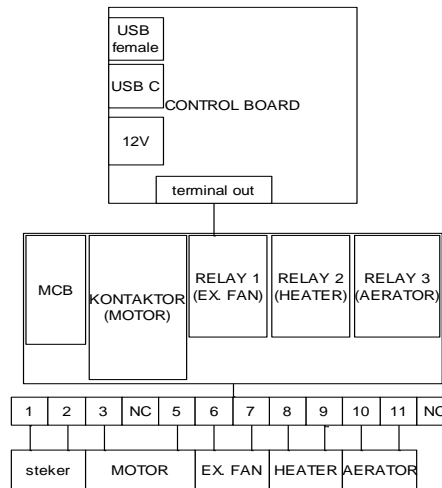 USB
female
USB C
CONTROL BOARD
12V
terminal out
MCB
KONTAKTOR
(MOTOR)
RELAY 1
(EX. FAN)
RELAY 2
(HEATER)
RELAY 3
(AERATOR)
1 2 3 NC 5 6 7 8 9 10 11 NC
steker MOTOR EX. FAN HEATER AERATOR